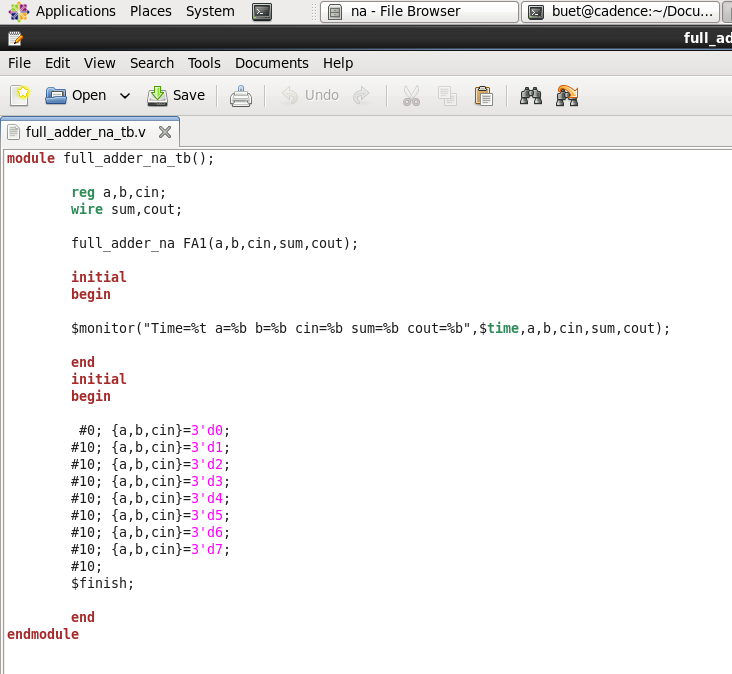 Applications Places System na - File Browser buet@cadence:~/Docu...
full_ad
File Edit View Search Tools Documents Help
Open Save Undo
full_adder_na_tb.v
module full_adder_na_tb();
reg a,b,cin;
wire sum,cout;
full_adder_na FA1(a,b,cin,sum,cout);
initial
begin
$monitor("Time=%t a=%b b=%b cin=%b sum=%b cout=%b",$time,a,b,cin,sum,cout);
end
initial
begin
#0; {a,b,cin}=3'd0;
#10; {a,b,cin}=3'd1;
#10; {a,b,cin}=3'd2;
#10; {a,b,cin}=3'd3;
#10; {a,b,cin}=3'd4;
#10; {a,b,cin}=3'd5;
#10; {a,b,cin}=3'd6;
#10; {a,b,cin}=3'd7;
#10;
$finish;
end
endmodule